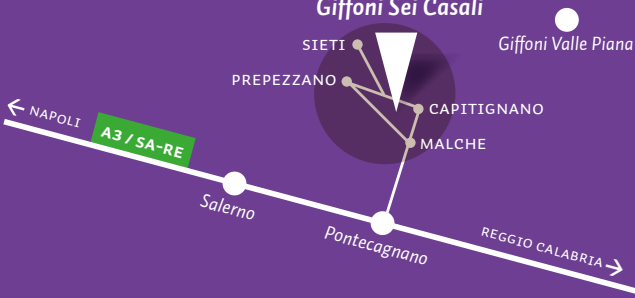 Giffoni Sei Casali
SIETI
Giffoni Valle Piana
PREPEZZANO
← NAPOLI
A3 / SA-RE
CAPITIGNANO
MALCHE
Salerno
Pontecagnano
REGGIO CALABRIA →